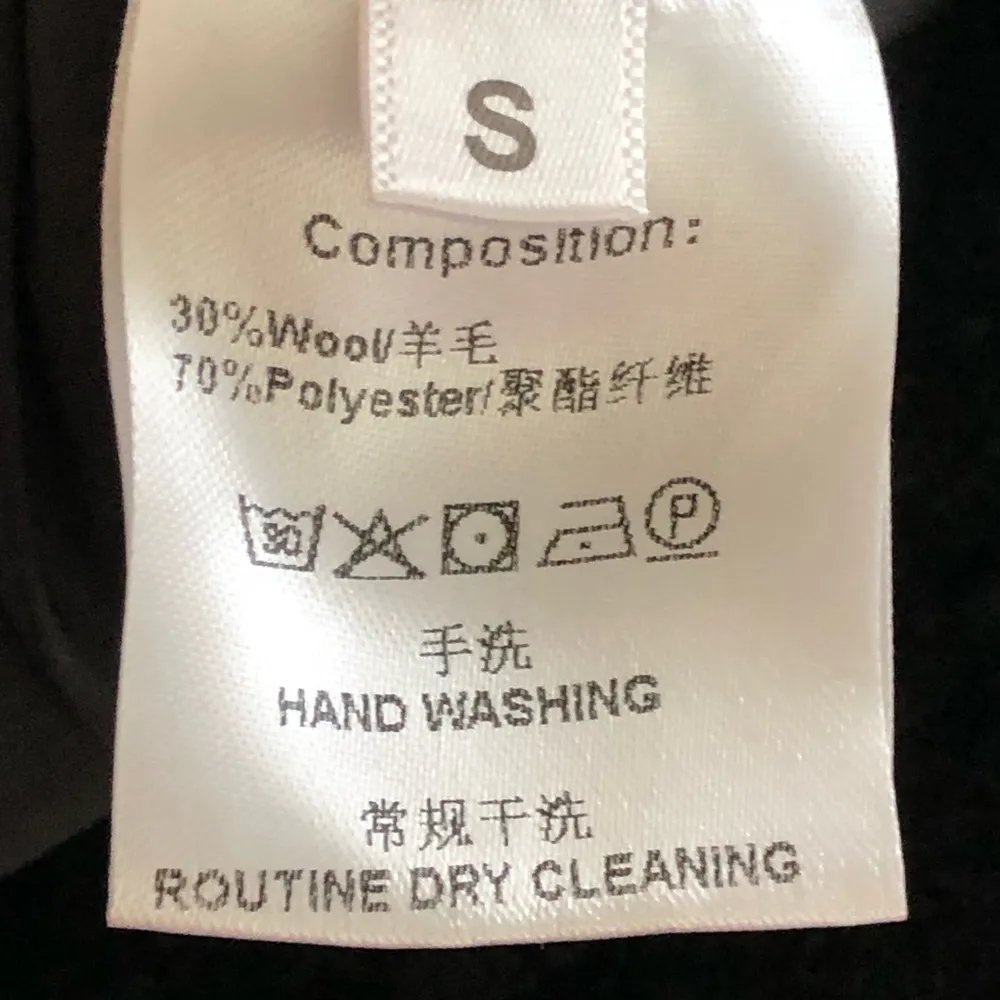 S
Composition:
30%Wool/羊毛
70%Polyester/聚酯纤维
30 P
手洗
HAND WASHING
常规干洗
ROUTINE DRY CLEANING